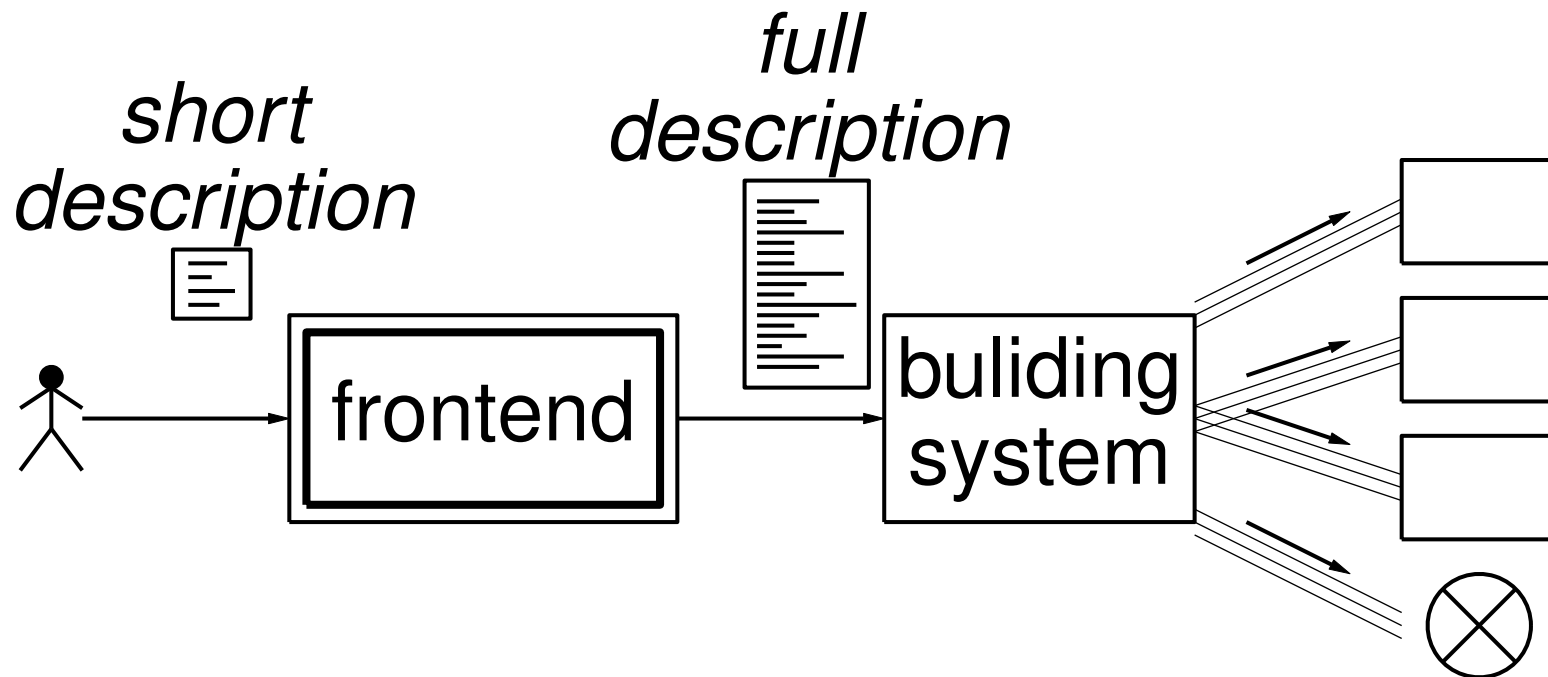 short
description
full
description
frontend
buliding
system